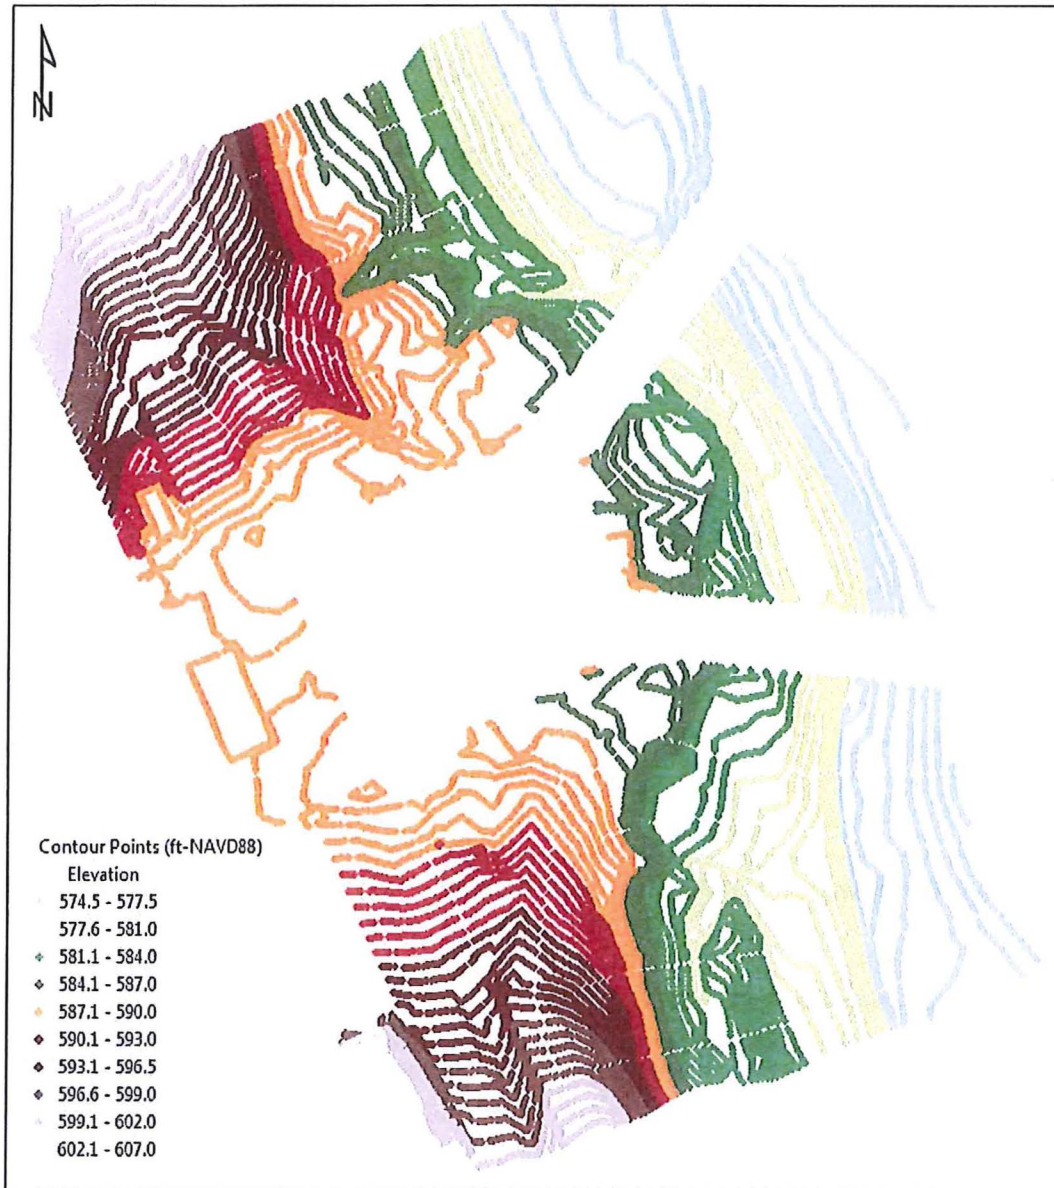 N
Contour Points (ft-NAVD88)
Elevation
574.5 - 577.5
577.6 - 581.0
581.1 - 584.0
584.1 - 587.0
587.1 - 590.0
590.1 - 593.0
593.1 - 596.5
596.6 - 599.0
599.1 - 602.0
602.1 - 607.0